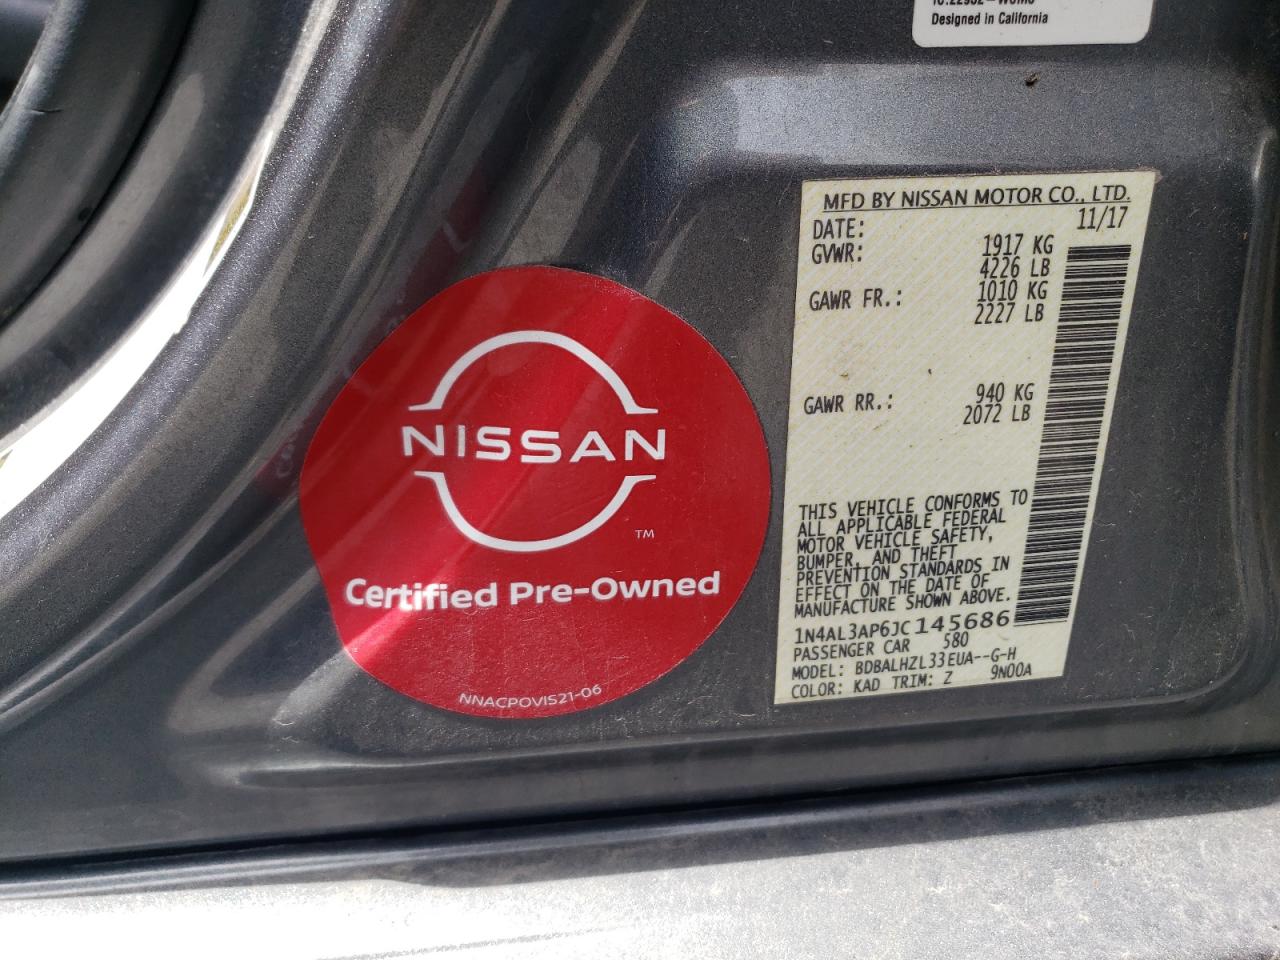 Designed in California
MFD BY NISSAN MOTOR CO., LTD.
DATE: 11/17
GVWR: 1917 KG
4226 LB
GAWR FR.: 1010 KG
2227 LB
GAWR RR.: 940 KG
2072 LB
THIS VEHICLE CONFORMS TO
ALL APPLICABLE FEDERAL
MOTOR VEHICLE SAFETY,
BUMPER, AND THEFT
PREVENTION STANDARDS IN
EFFECT ON THE DATE OF
MANUFACTURE SHOWN ABOVE.
1N4AL3AP6JC145686
PASSENGER CAR 580
MODEL: BDBALHZL33EUA--G-H
COLOR: KAD TRIM: Z 9N00A
NISSAN
TM
Certified Pre-Owned
NNACPOVIS21-06